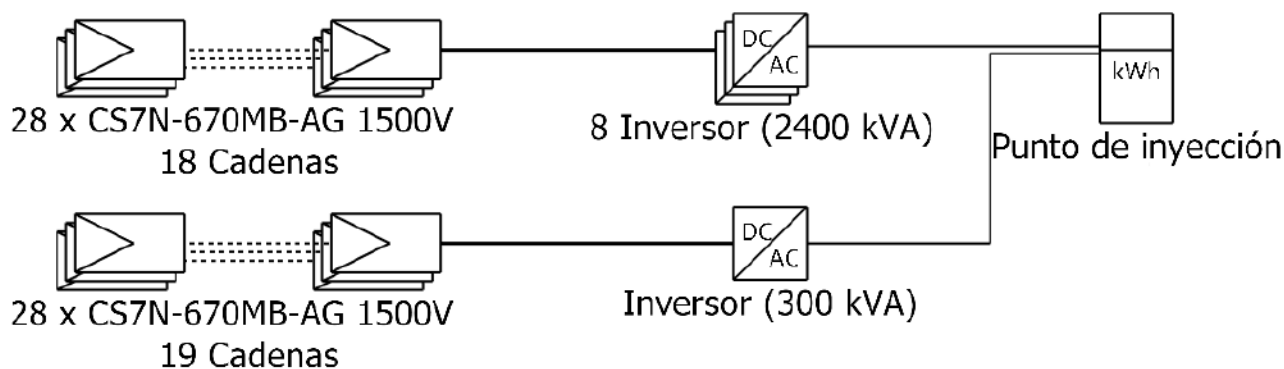 DC
AC
kWh
28 x CS7N-670MB-AG 1500V
18 Cadenas
8 Inversor (2400 kVA)
Punto de inyección
DC
AC
28 x CS7N-670MB-AG 1500V
19 Cadenas
Inversor (300 kVA)